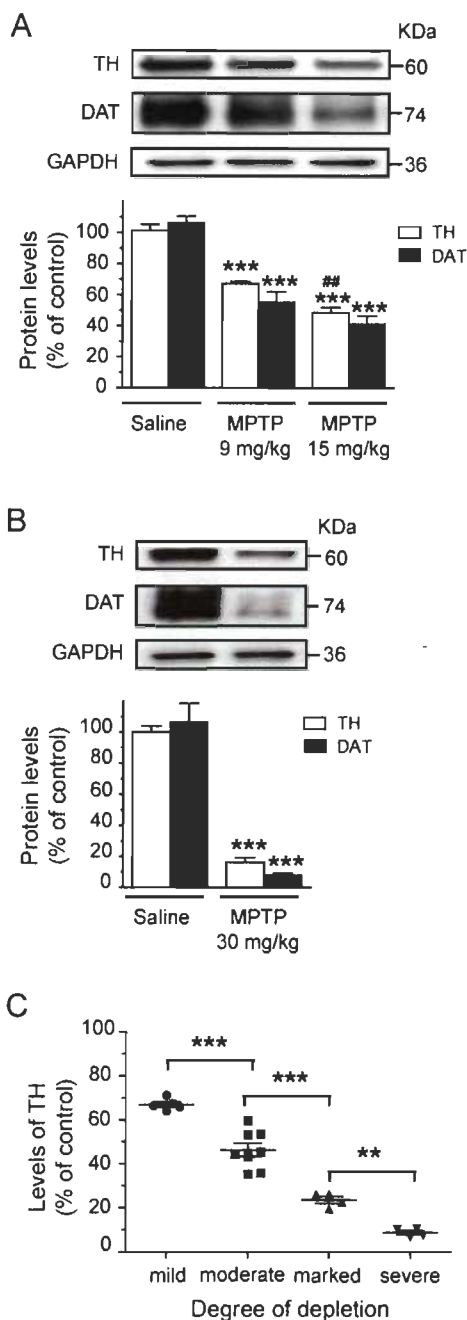 A
KDa
TH 60
DAT 74
GAPDH 36
Protein levels
(% of control)
100
80
60
40
20
0
TH
DAT
*** ***
##
*** ***
Saline MPTP MPTP
9 mg/kg 15 mg/kg
B
KDa
TH 60
DAT 74
GAPDH 36
Protein levels
(% of control)
100
80
60
40
20
0
TH
DAT
*** ***
Saline MPTP
30 mg/kg
C
Levels of TH
(% of control)
100
80
60
40
20
0
***
***
**
mild moderate marked severe
Degree of depletion